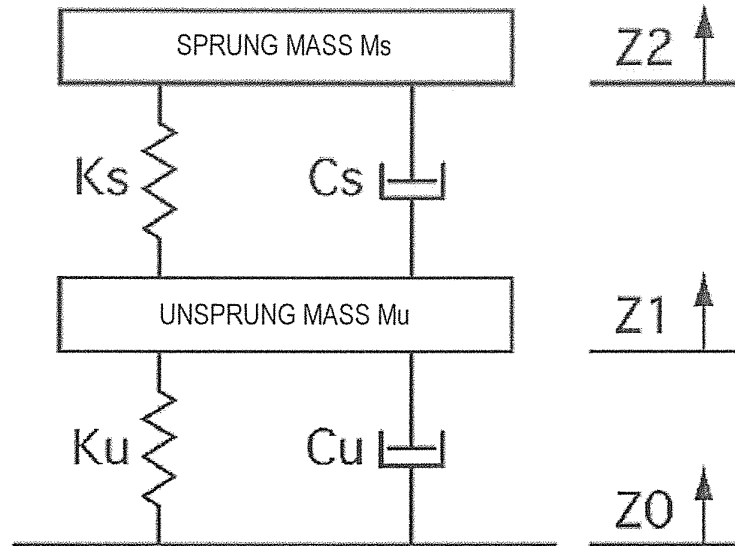 SPRUNG MASS Ms
Z2
Ks
Cs
UNSPRUNG MASS Mu
Z1
Ku
Cu
Z0